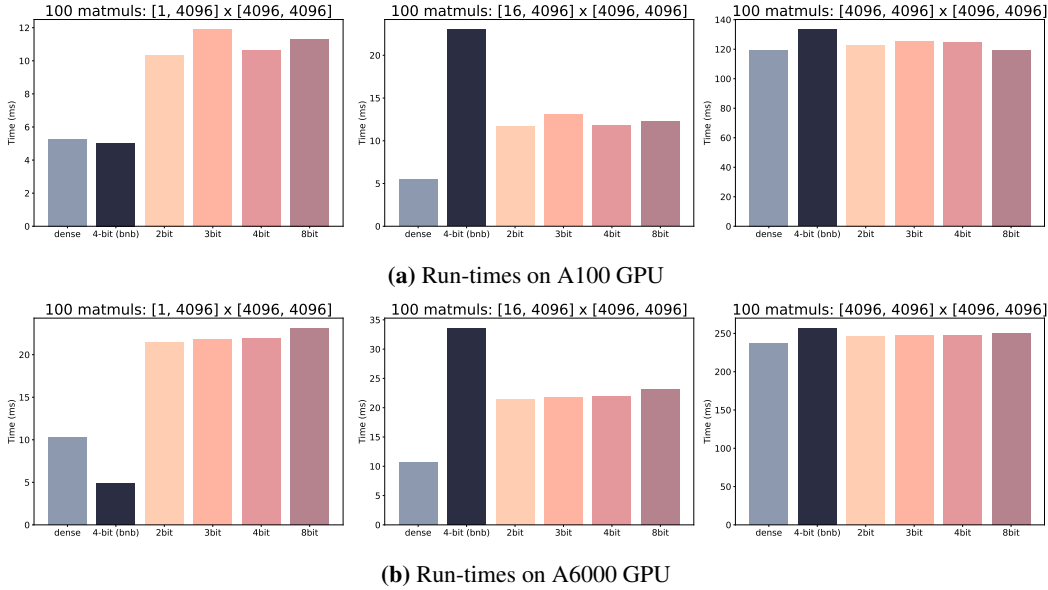 100 matmuls: [1, 4096] x [4096, 4096]
12
10
8
6
4
2
0
Time (ms)
dense 4-bit (bnb) 2bit 3bit 4bit 8bit
100 matmuls: [16, 4096] x [4096, 4096]
20
15
10
5
0
Time (ms)
dense 4-bit (bnb) 2bit 3bit 4bit 8bit
100 matmuls: [4096, 4096] x [4096, 4096]
140
120
100
80
60
40
20
0
Time (ms)
dense 4-bit (bnb) 2bit 3bit 4bit 8bit
(a) Run-times on A100 GPU
100 matmuls: [1, 4096] x [4096, 4096]
20
15
10
5
0
Time (ms)
dense 4-bit (bnb) 2bit 3bit 4bit 8bit
100 matmuls: [16, 4096] x [4096, 4096]
35
30
25
20
15
10
5
0
Time (ms)
dense 4-bit (bnb) 2bit 3bit 4bit 8bit
100 matmuls: [4096, 4096] x [4096, 4096]
250
200
150
100
50
0
Time (ms)
dense 4-bit (bnb) 2bit 3bit 4bit 8bit
(b) Run-times on A6000 GPU